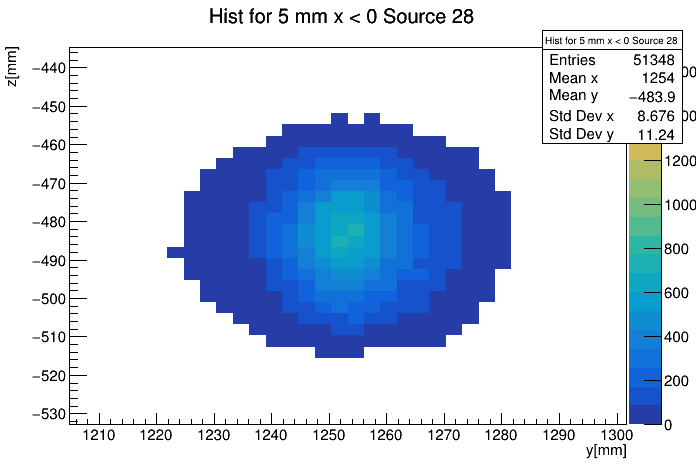 Hist for 5 mm x < 0 Source 28
z[mm]
Hist for 5 mm x < 0 Source 28
Entries 51348
Mean x 1254
Mean y −483.9
Std Dev x 8.676
Std Dev y 11.24
−440
−450
−460
−470
−480
−490
−500
−510
−520
−530
1210 1220 1230 1240 1250 1260 1270 1280 1290 1300
y[mm]
1200
1000
800
600
400
200
0